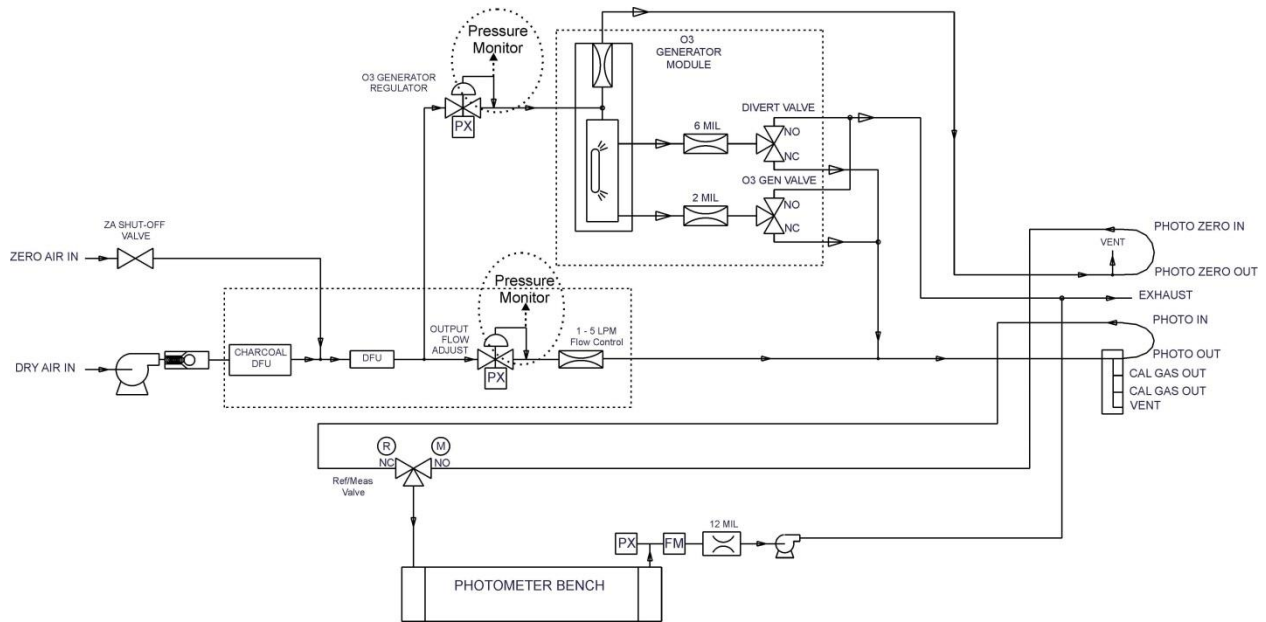 Pressure
Monitor
O3
GENERATOR
MODULE
O3 GENERATOR
REGULATOR
PX
DIVERT VALVE
6 MIL
NO
NC
O3 GEN VALVE
2 MIL
NO
NC
ZA SHUT-OFF
VALVE
ZERO AIR IN
PHOTO ZERO IN
VENT
PHOTO ZERO OUT
Pressure
Monitor
EXHAUST
OUTPUT
FLOW
ADJUST
1 - 5 LPM
Flow Control
PHOTO IN
CHARCOAL
DFU
DFU
PX
DRY AIR IN
PHOTO OUT
CAL GAS OUT
CAL GAS OUT
VENT
R
M
NC
NO
Ref/Meas
Valve
12 MIL
PX
FM
PHOTOMETER BENCH